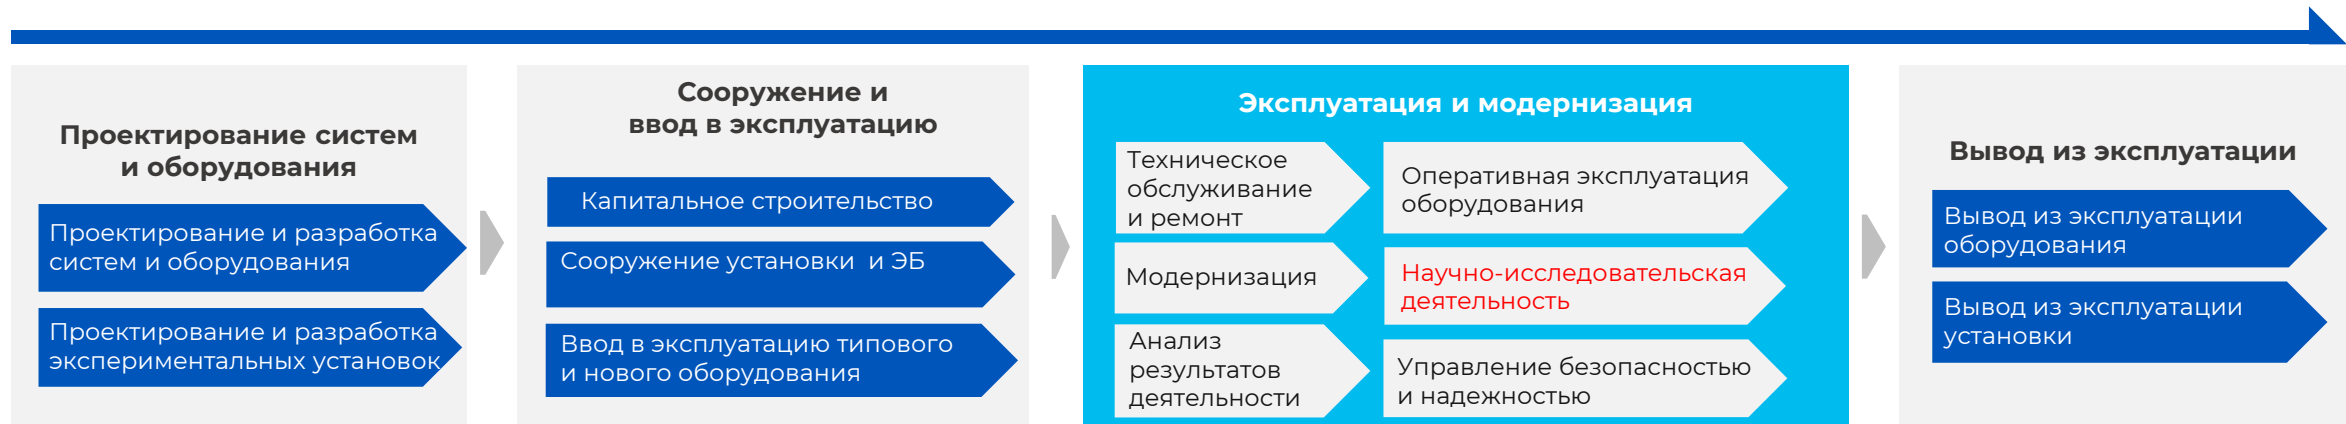 Проектирование систем
и оборудования
Проектирование и разработка
систем и оборудования
Проектирование и разработка
экспериментальных установок
Сооружение и
ввод в эксплуатацию
Капитальное строительство
Сооружение установки и ЭБ
Ввод в эксплуатацию типового
и нового оборудования
Эксплуатация и модернизация
Техническое
обслуживание
и ремонт
Модернизация
Анализ
результатов
деятельности
Оперативная эксплуатация
оборудования
Научно-исследовательская
деятельность
Управление безопасностью
и надежностью
Вывод из эксплуатации
Вывод из эксплуатации
оборудования
Вывод из эксплуатации
установки